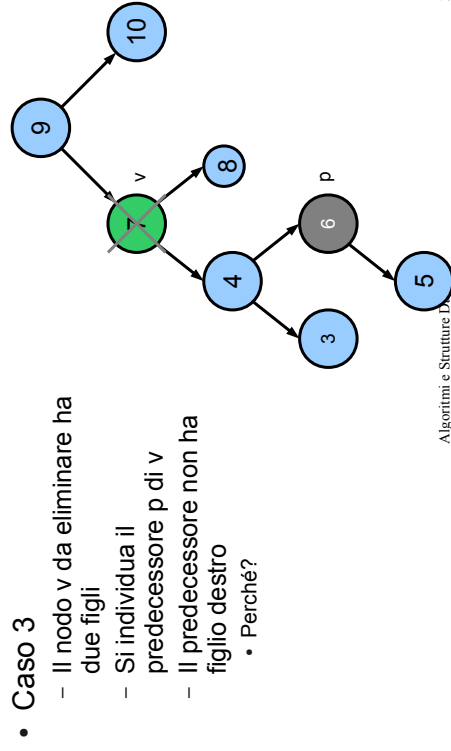 • Caso 3
– Il nodo v da eliminare ha
due figli
– Si individua il
predecessore p di v
– Il predecessore non ha
figlio destro
• Perché?
9
10
v
8
4
p
6
3
5
Algoritmi e Strutture